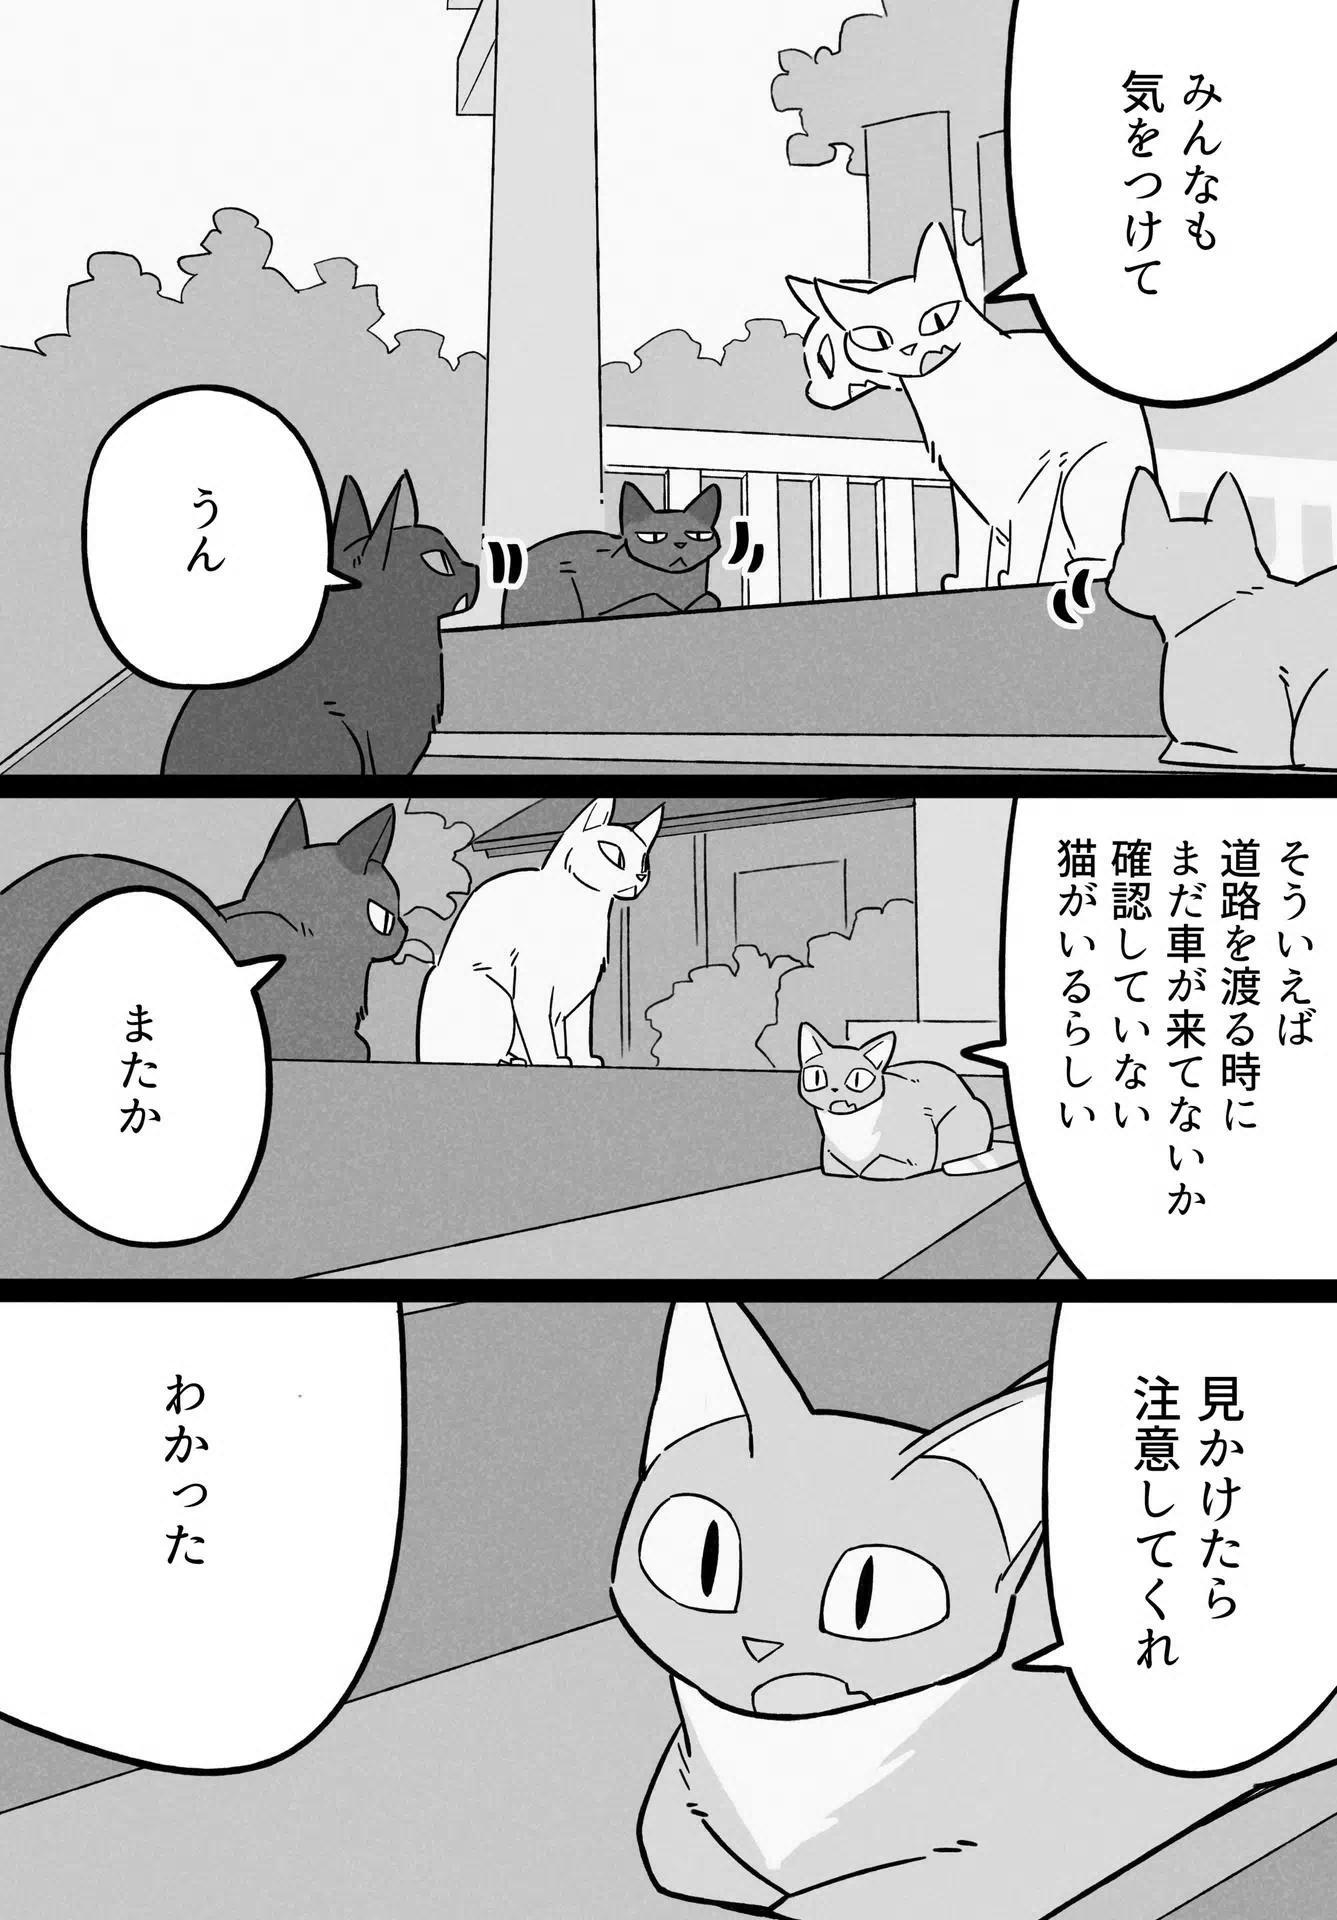 みんなも
気をつけて
うん
そういえば
道路を渡る時に
まだ車が来てないか
確認していない
猫がいるらしい
またか
見かけたら
注意してくれ
わかった